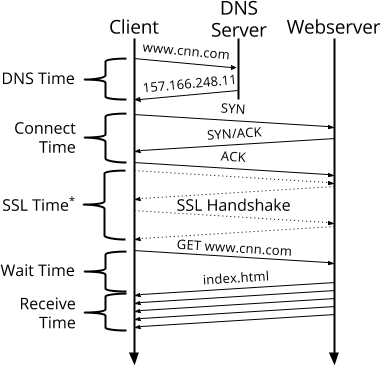 Client
DNS
Server
Webserver
www.cnn.com
DNS Time
157.166.248.11
SYN
Connect
Time
SYN/ACK
ACK
SSL Time*
SSL Handshake
GET www.cnn.com
Wait Time
index.html
Receive
Time